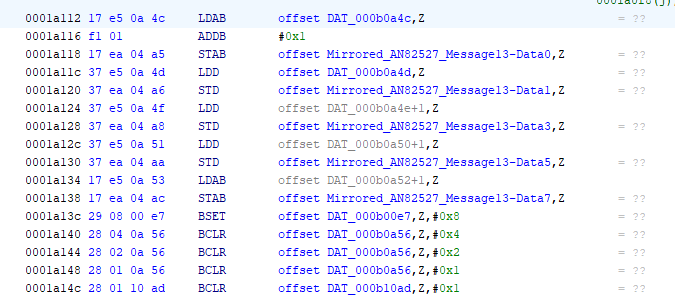 0001a0f8(j)
0001a112 17 e5 0a 4c LDAB offset DAT_000b0a4c,Z = ??
0001a116 f1 01 ADDB #0x1
0001a118 17 ea 04 a5 STAB offset Mirrored_AN82527_Message13-Data0,Z = ??
0001a11c 37 e5 0a 4d LDD offset DAT_000b0a4d,Z = ??
0001a120 37 ea 04 a6 STD offset Mirrored_AN82527_Message13-Data1,Z = ??
0001a124 37 e5 0a 4f LDD offset DAT_000b0a4e+1,Z
0001a128 37 ea 04 a8 STD offset Mirrored_AN82527_Message13-Data3,Z = ??
0001a12c 37 e5 0a 51 LDD offset DAT_000b0a50+1,Z
0001a130 37 ea 04 aa STD offset Mirrored_AN82527_Message13-Data5,Z = ??
0001a134 17 e5 0a 53 LDAB offset DAT_000b0a52+1,Z
0001a138 17 ea 04 ac STAB offset Mirrored_AN82527_Message13-Data7,Z = ??
0001a13c 29 08 00 e7 BSET offset DAT_000b00e7,Z,#0x8 = ??
0001a140 28 04 0a 56 BCLR offset DAT_000b0a56,Z,#0x4 = ??
0001a144 28 02 0a 56 BCLR offset DAT_000b0a56,Z,#0x2 = ??
0001a148 28 01 0a 56 BCLR offset DAT_000b0a56,Z,#0x1 = ??
0001a14c 28 01 10 ad BCLR offset DAT_000b10ad,Z,#0x1 = ??